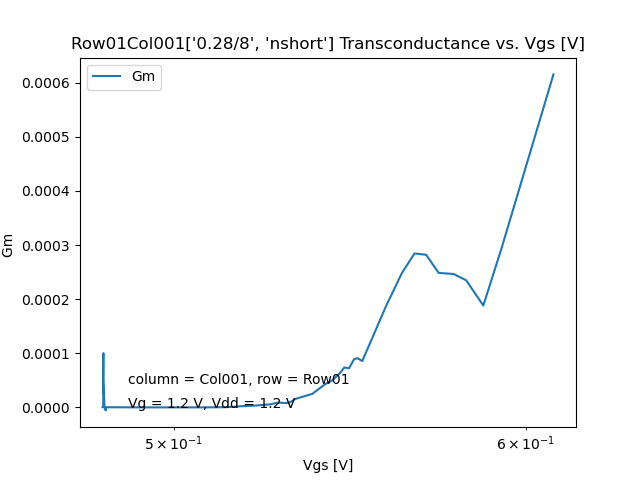 Row01Col001['0.28/8', 'nshort'] Transconductance vs. Vgs [V]
Gm
0.0006
0.0005
0.0004
0.0003
0.0002
0.0001
0.0000
Gm
column = Col001, row = Row01
Vg = 1.2 V, Vdd = 1.2 V
5 × 10⁻¹
6 × 10⁻¹
Vgs [V]